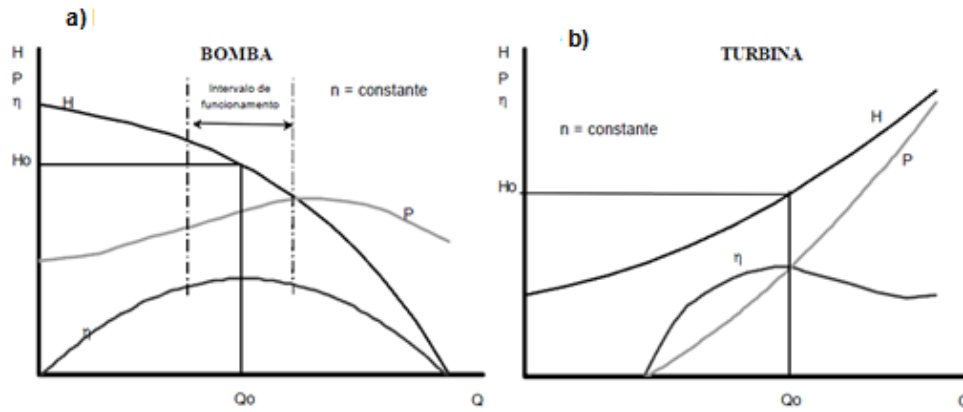 a)
BOMBA
H
P
η
H
Intervalo de
funcionamento
n = constante
Ho
P
η
Qo
Q
b)
TURBINA
H
P
η
n = constante
H
P
Ho
η
Qo